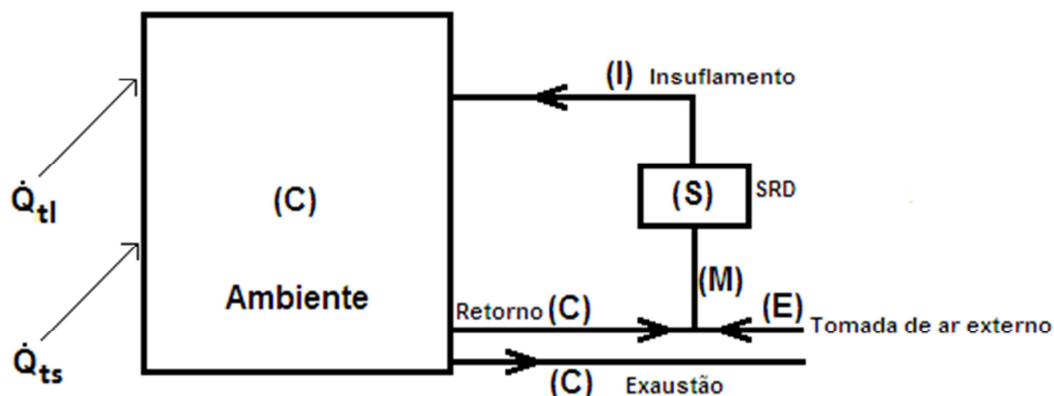 (I) Insuflamento
Q̇tl
(C)
(S) SRD
Ambiente
(M)
Retorno (C)
(E)
Tomada de ar externo
Q̇ts
(C) Exaustão